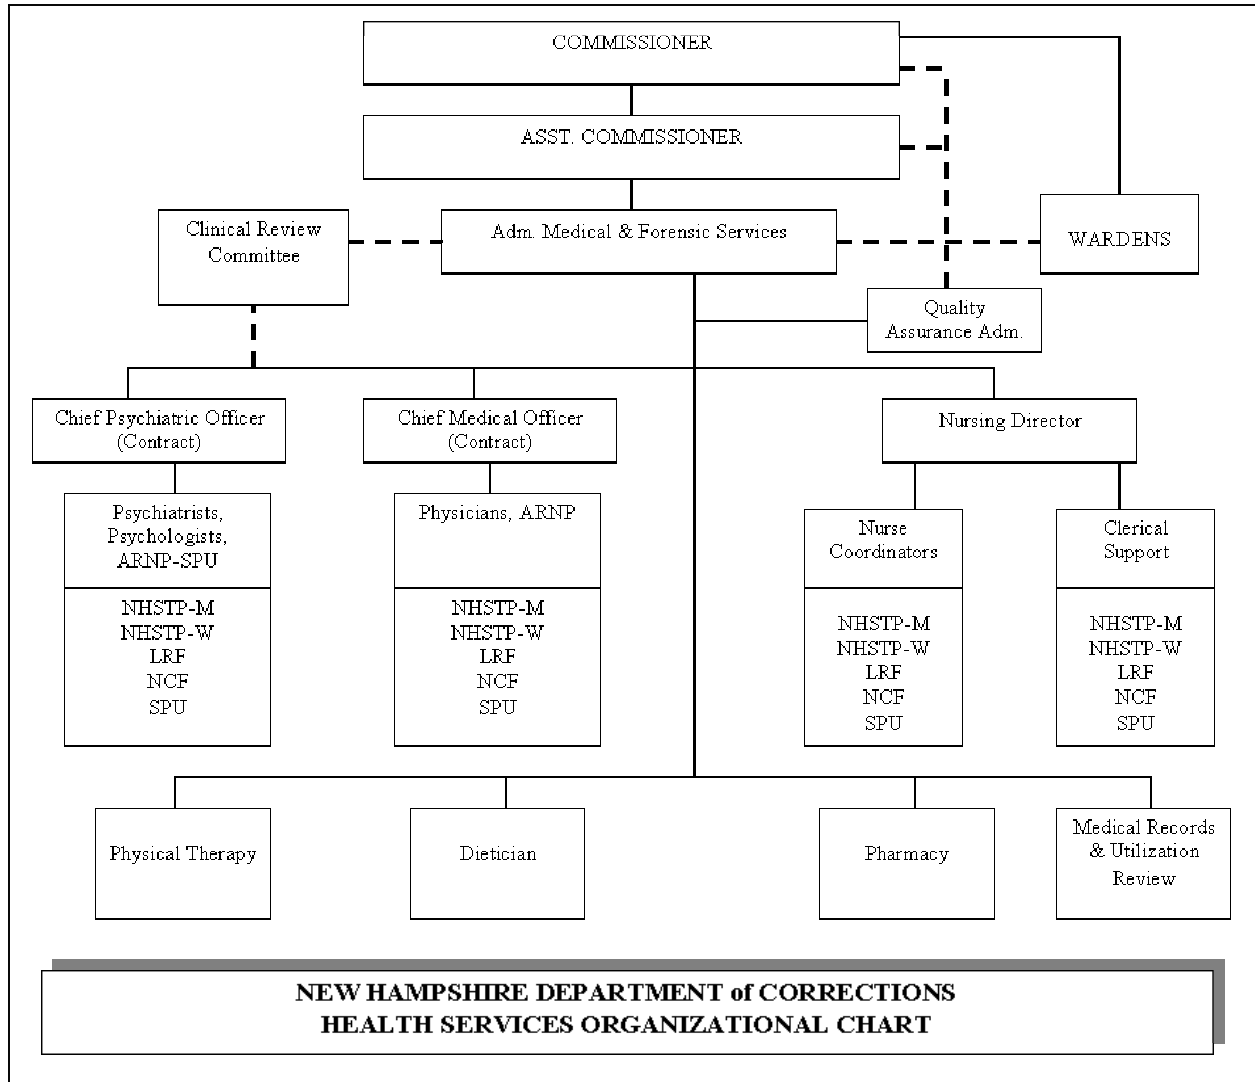 COMMISSIONER
ASST. COMMISSIONER
Clinical Review
Committee
Adm. Medical & Forensic Services
WARDENS
Quality
Assurance Adm.
Chief Psychiatric Officer
(Contract)
Chief Medical Officer
(Contract)
Nursing Director
Psychiatrists,
Psychologists,
ARNP-SPU
NHSTP-M
NHSTP-W
LRF
NCF
SPU
Physicians, ARNP
NHSTP-M
NHSTP-W
LRF
NCF
SPU
Nurse
Coordinators
NHSTP-M
NHSTP-W
LRF
NCF
SPU
Clerical
Support
NHSTP-M
NHSTP-W
LRF
NCF
SPU
Physical Therapy
Dietician
Pharmacy
Medical Records
& Utilization
Review
NEW HAMPSHIRE DEPARTMENT of CORRECTIONS
HEALTH SERVICES ORGANIZATIONAL CHART